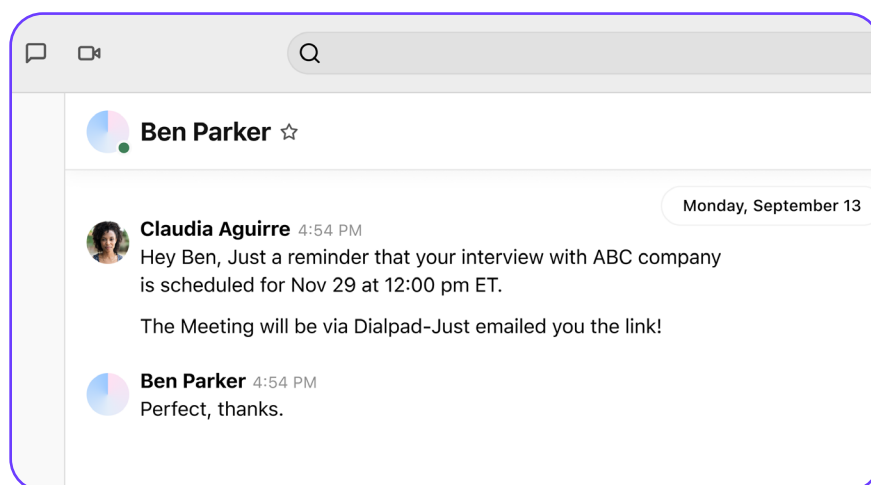 Ben Parker
Monday, September 13
Claudia Aguirre 4:54 PM
Hey Ben, Just a reminder that your interview with ABC company
is scheduled for Nov 29 at 12:00 pm ET.
The Meeting will be via Dialpad-Just emailed you the link!
Ben Parker 4:54 PM
Perfect, thanks.